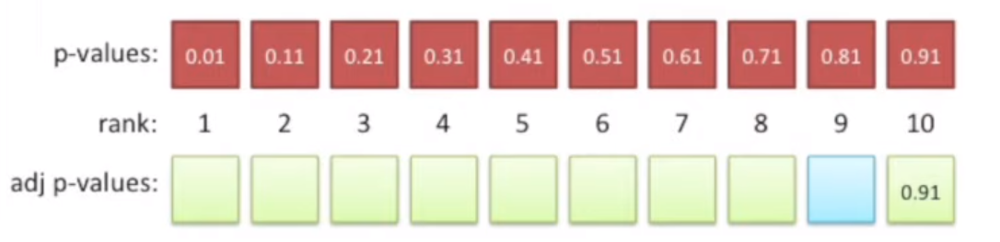 p-values: 0.01 0.11 0.21 0.31 0.41 0.51 0.61 0.71 0.81 0.91
rank: 1 2 3 4 5 6 7 8 9 10
adj p-values: 0.91